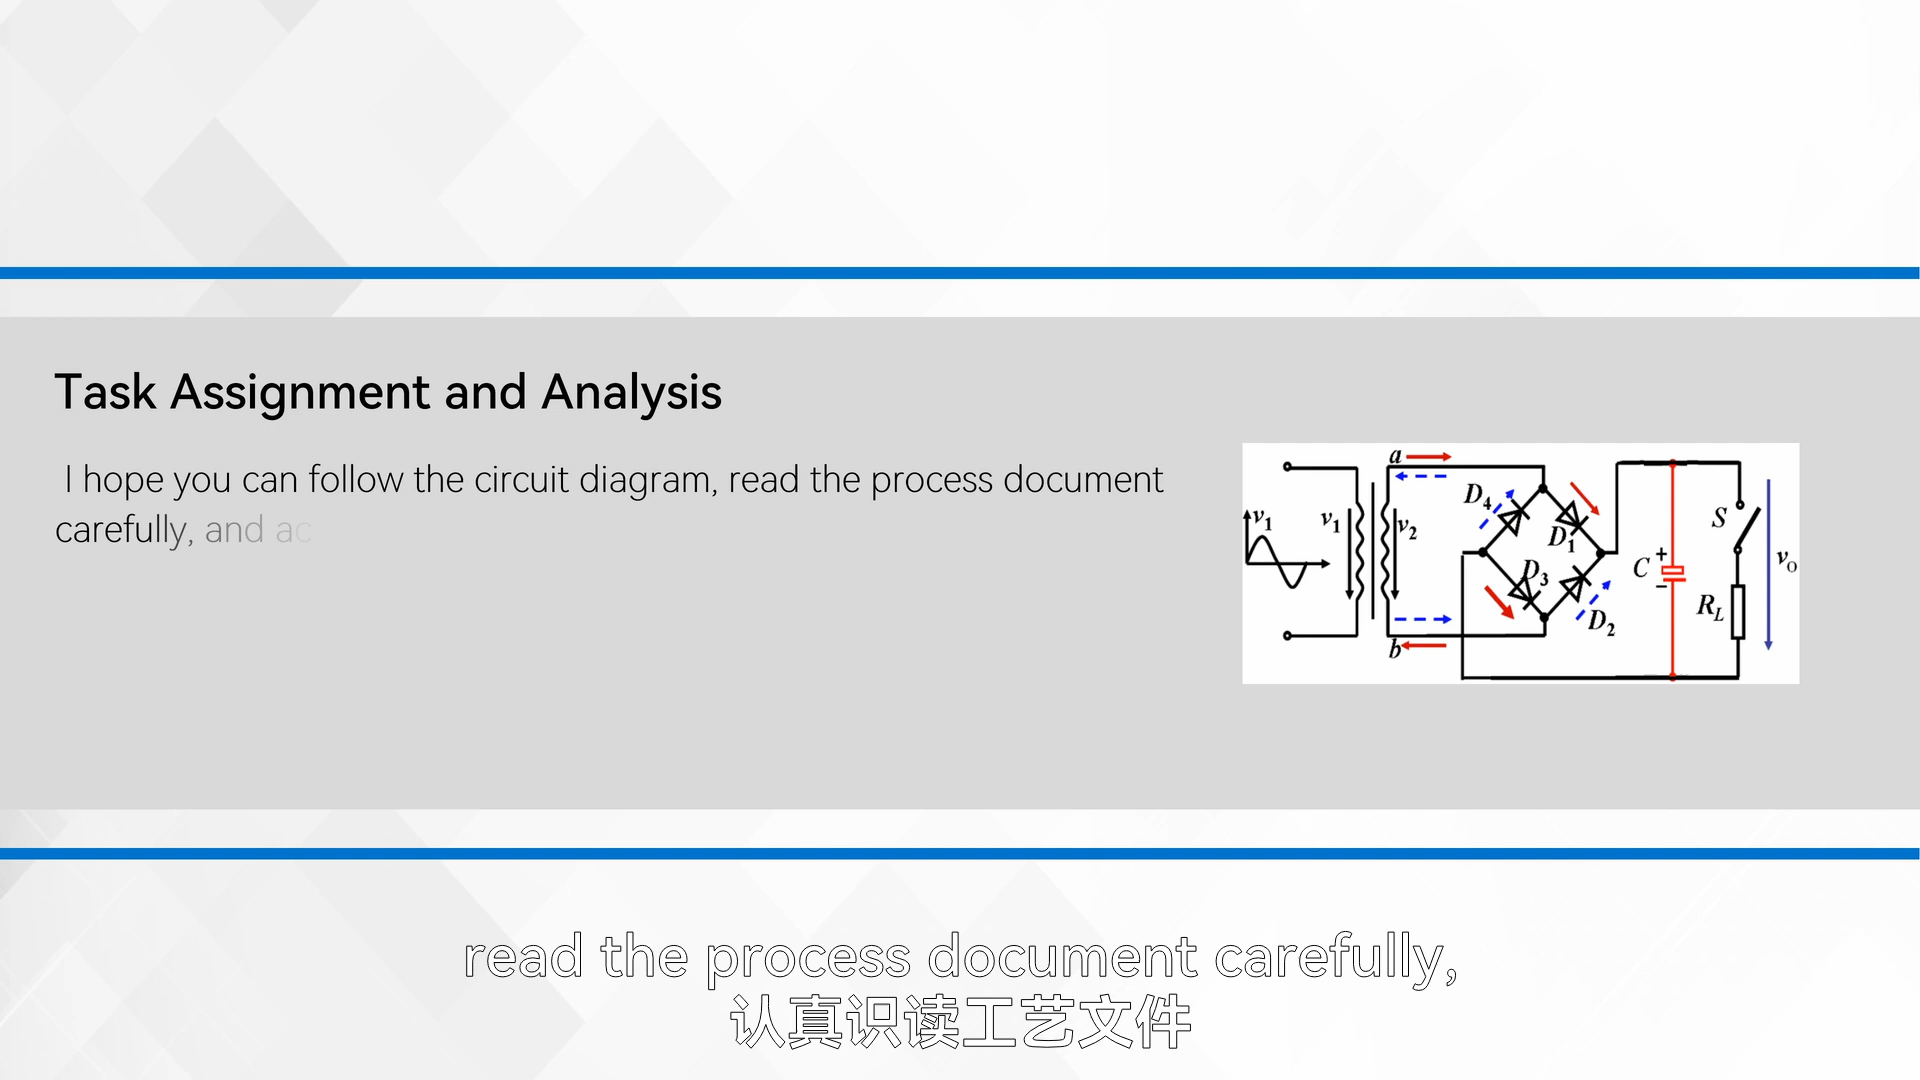 Task Assignment and Analysis
I hope you can follow the circuit diagram, read the process document
carefully, and ac
a
D4
v1
v1
v2
D1
S
C
+
D3
vO
−
RL
D2
b
read the process document carefully,
认真识读工艺文件